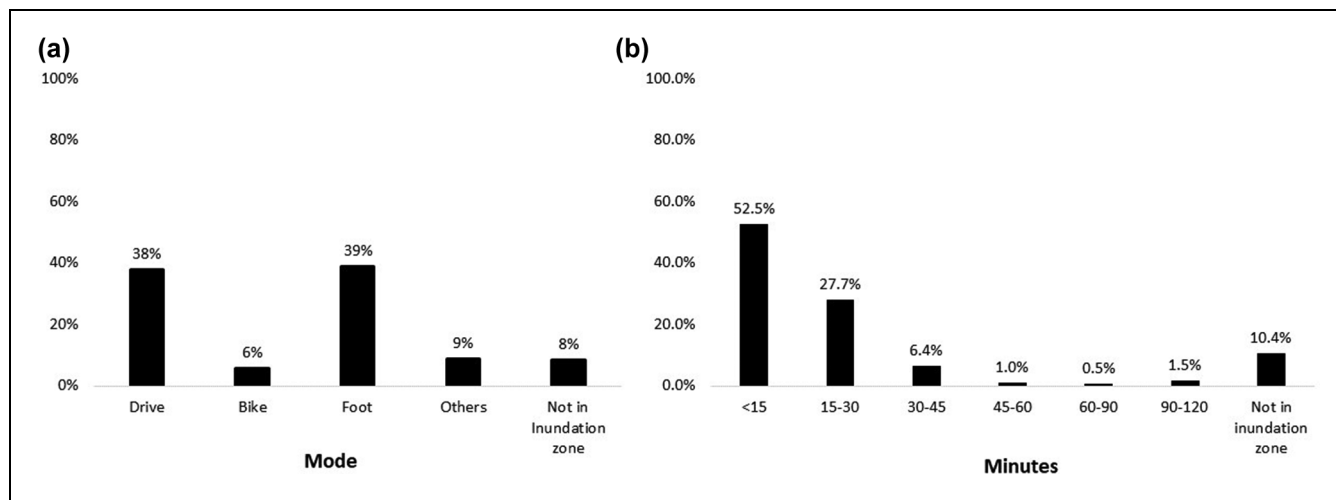 (a)
100%
80%
60%
40%
20%
0%
38%
6%
39%
9%
8%
Drive
Bike
Foot
Others
Not in
Inundation
zone
Mode
(b)
100.0%
80.0%
60.0%
40.0%
20.0%
0.0%
52.5%
27.7%
6.4%
1.0%
0.5%
1.5%
10.4%
<15
15-30
30-45
45-60
60-90
90-120
Not in
inundation
zone
Minutes